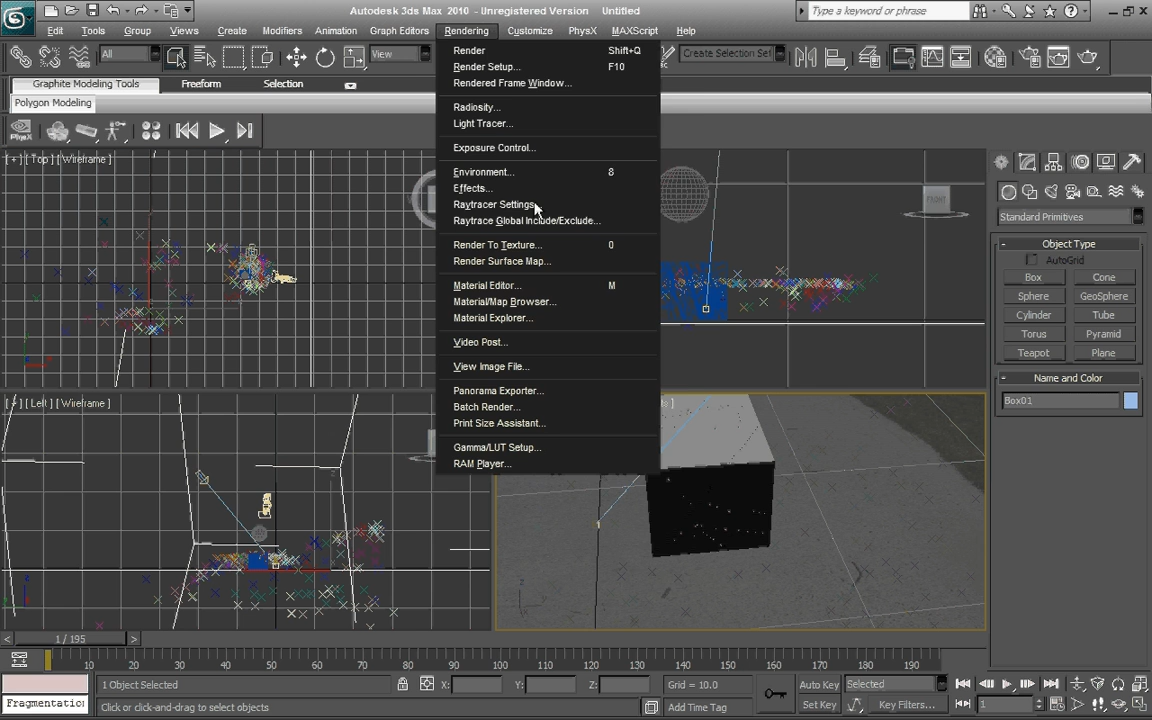 Autodesk 3ds Max 2010 - Unregistered Version Untitled
Type a keyword or phrase
Edit Tools Group Views Create Modifiers Animation Graph Editors Rendering Customize PhysX MAXScript Help
All View Create Selection Set
Graphite Modeling Tools Freeform Selection
Polygon Modeling
PhysX
Render Shift+Q
Render Setup... F10
Rendered Frame Window...
Radiosity...
Light Tracer...
Exposure Control...
Environment... 8
Effects...
Raytracer Settings...
Raytrace Global Include/Exclude...
Render To Texture... 0
Render Surface Map...
Material Editor... M
Material/Map Browser...
Material Explorer...
Video Post...
View Image File...
Panorama Exporter...
Batch Render...
Print Size Assistant...
Gamma/LUT Setup...
RAM Player...
[ + ] [ Top ] [ Wireframe ]
FRONT
[ + ] [ Left ] [ Wireframe ]
Standard Primitives
- Object Type
AutoGrid
Box Cone
Sphere GeoSphere
Cylinder Tube
Torus Pyramid
Teapot Plane
- Name and Color
Box01
< 1 / 195 >
10 20 30 40 50 60 70 80 90 100 110 120 130 140 150 160 170 180 190
1 Object Selected X: Y: Z: Grid = 10.0 Auto Key Selected
Fragmentatio Click or click-and-drag to select objects Add Time Tag Set Key Key Filters... 1